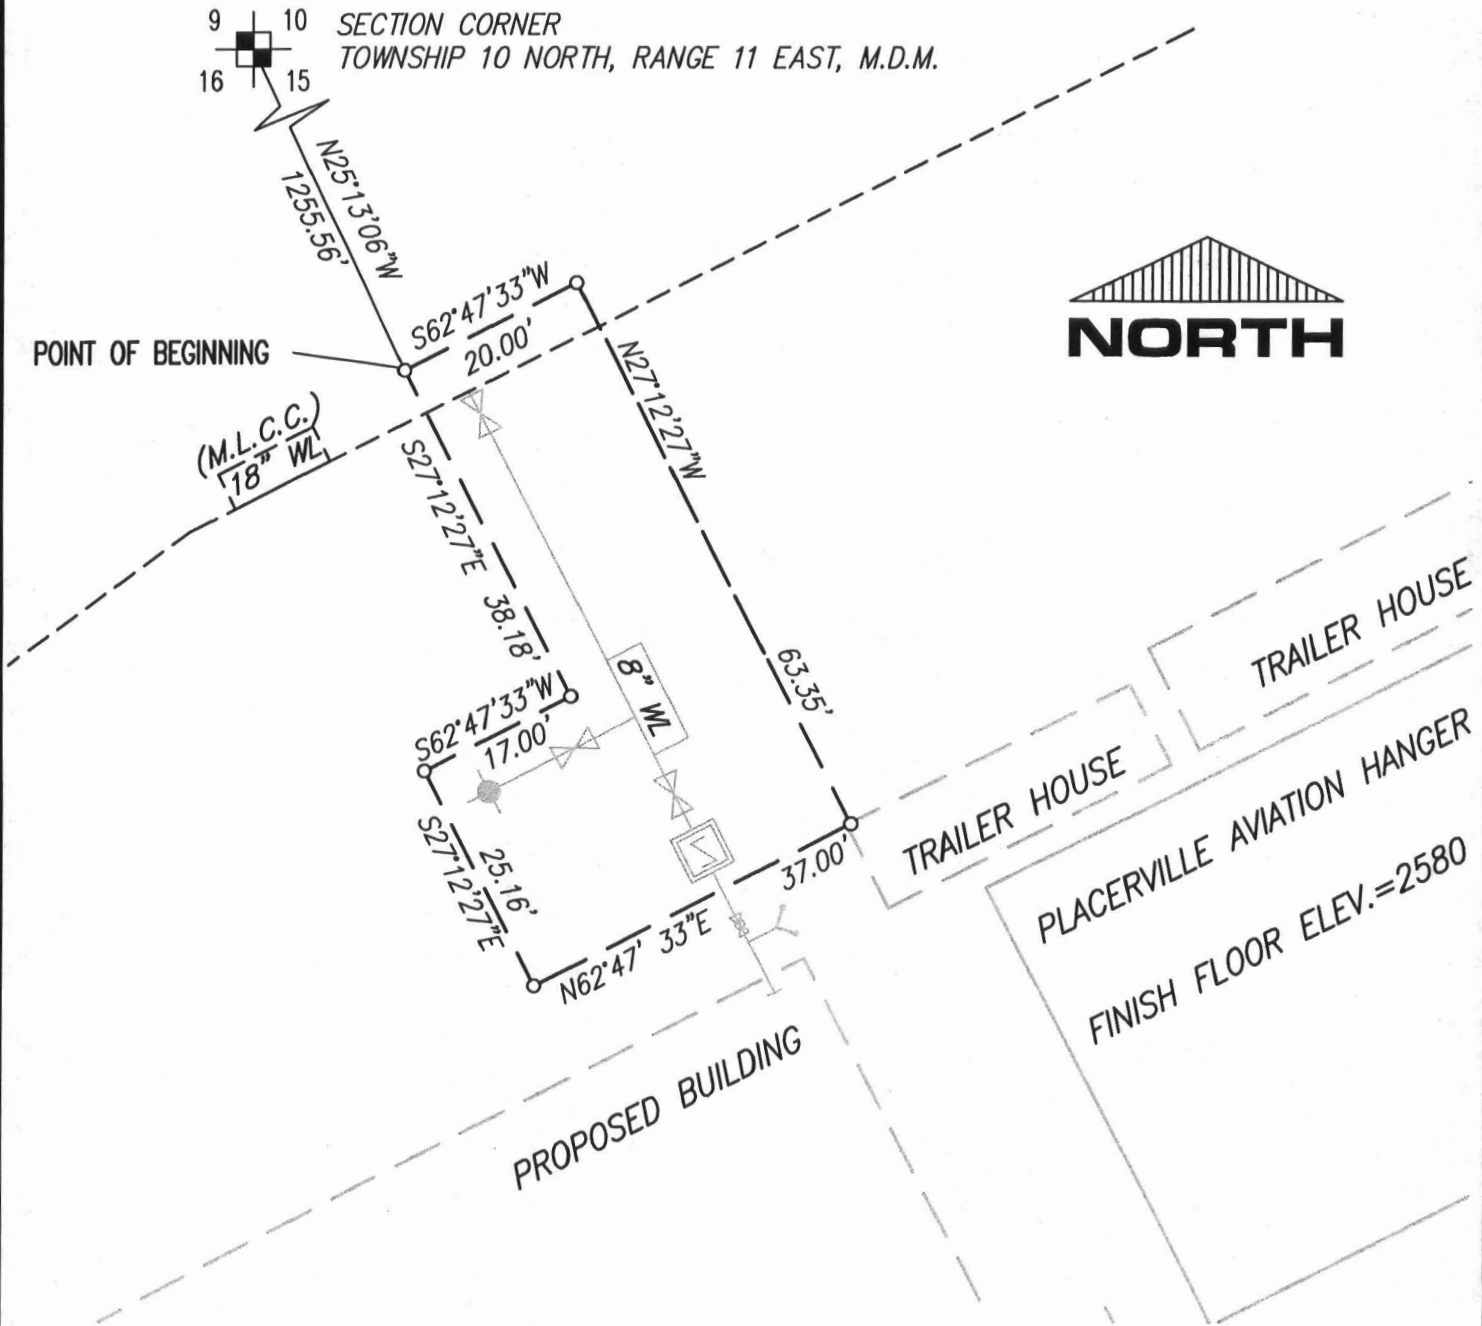 9 10
16 15
SECTION CORNER
TOWNSHIP 10 NORTH, RANGE 11 EAST, M.D.M.
N25°13'06"W
1255.56'
NORTH
POINT OF BEGINNING
S62°47'33"W
20.00'
N27°12'27"W
63.35'
(M.L.C.C.)
18" WL
S27°12'27"E 38.18'
8" WL
S62°47'33"W
17.00'
S27°12'27"E
25.16'
N62°47' 33"E
37.00'
TRAILER HOUSE
TRAILER HOUSE
PLACERVILLE AVIATION HANGER
FINISH FLOOR ELEV.=2580
PROPOSED BUILDING